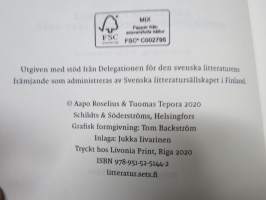 FSC
MIX
Papper från
ansvarsfulla källor
FSC® C002795
Utgiven med stöd från Delegationen för den svenska litteraturens
främjande som administreras av Svenska litteratursällskapet i Finland.
© Aapo Roselius & Tuomas Tepora 2020
Schildts & Söderströms, Helsingfors
Grafisk formgivning: Tom Backström
Inlaga: Jukka Iivarinen
Tryckt hos Livonia Print, Riga 2020
ISBN 978-951-52-5144-2
litteratur.sets.fi